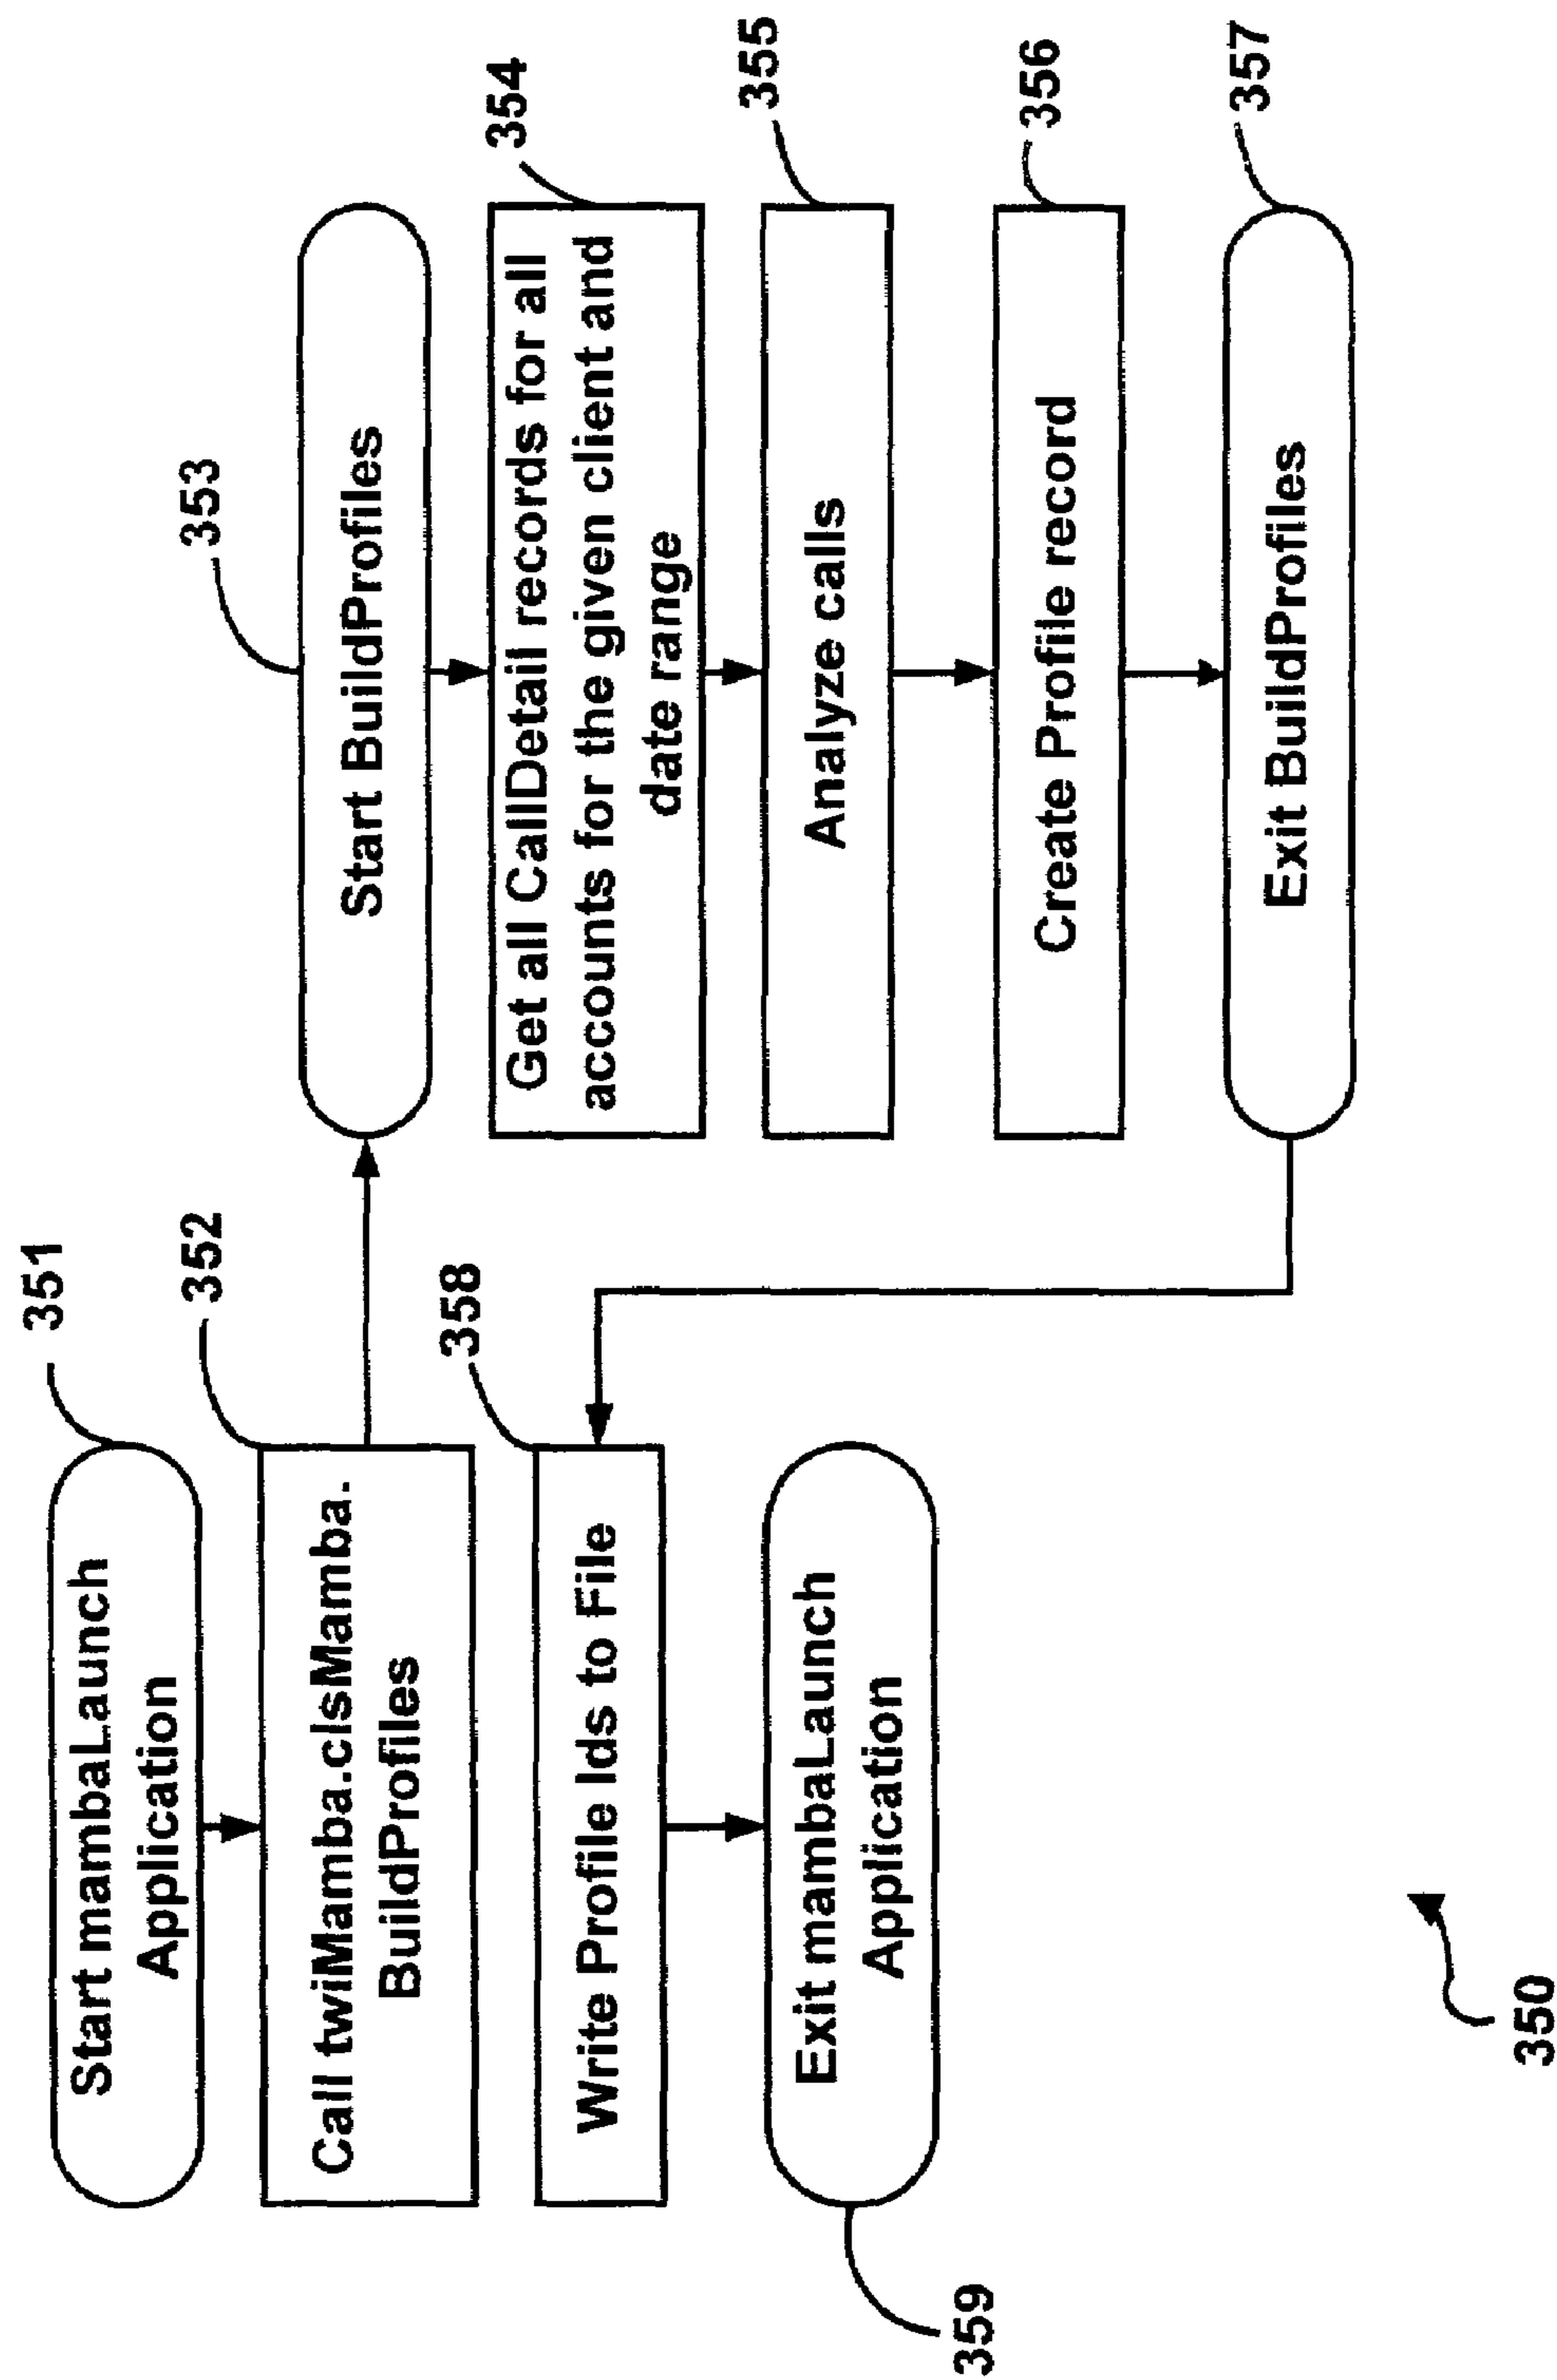 351
Start mambaLaunch
Application
352
Call twiMamba.clsMamba.
BuildProfiles
353
Start BuildProfiles
354
Get all CallDetail records for all
accounts for the given client and
date range
355
Analyze calls
356
Create Profile record
357
Exit BuildProfiles
358
Write Profile Ids to File
359
Exit mambaLaunch
Application
350